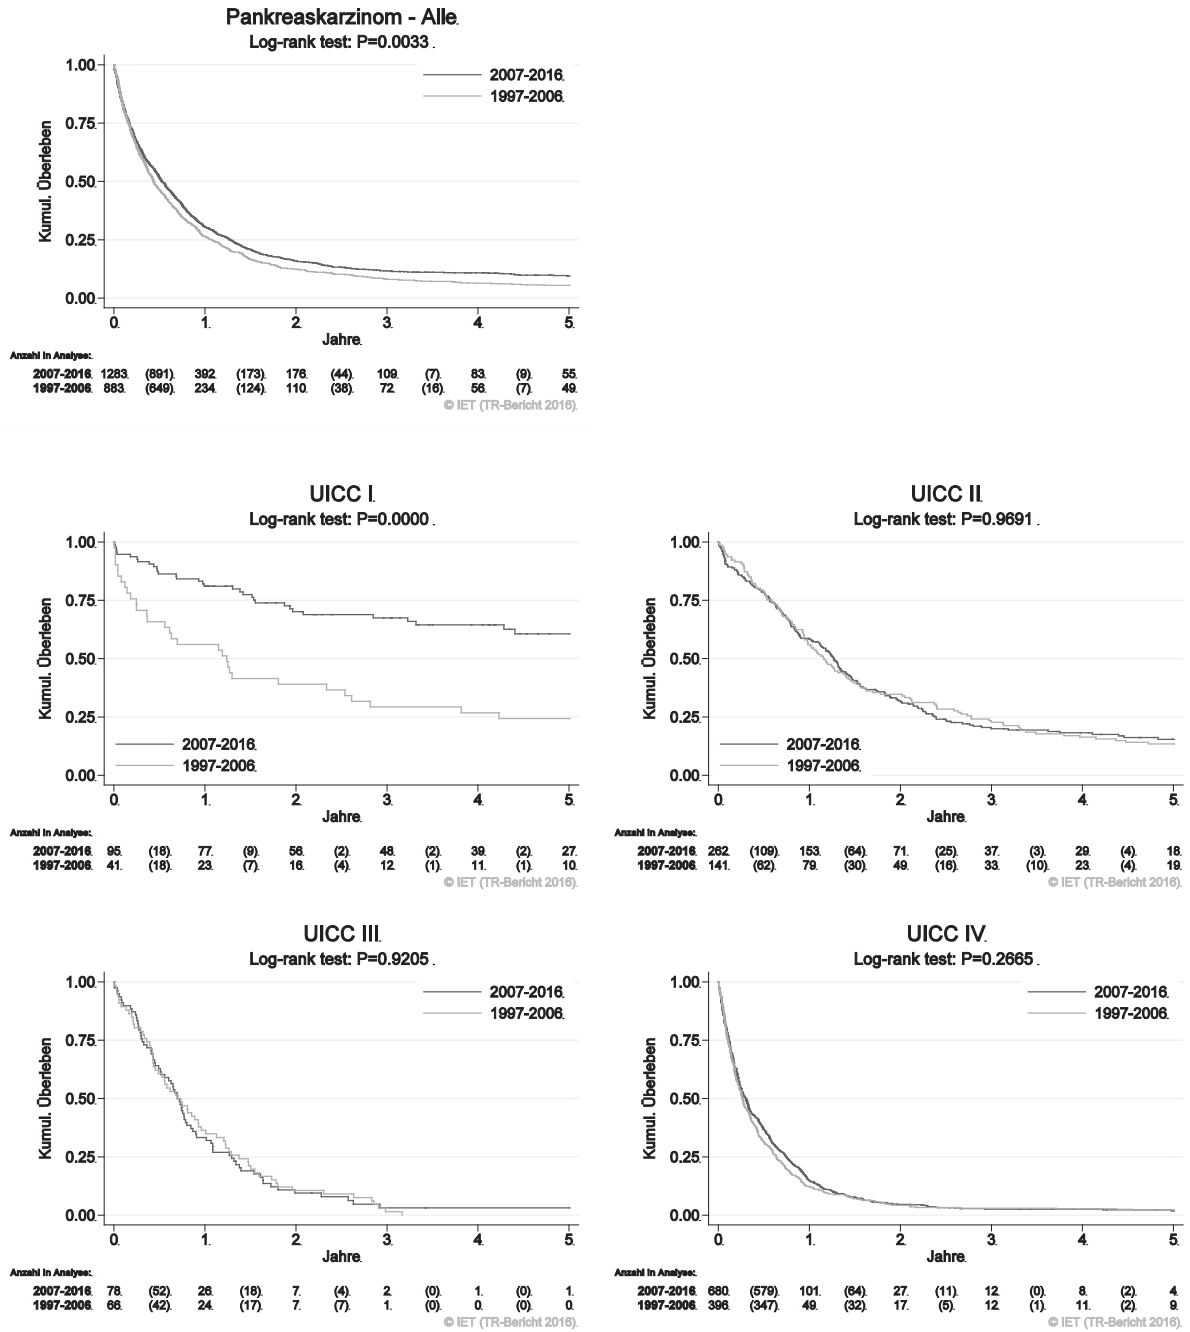 Pankreaskarzinom - Alle
Log-rank test: P=0.0033
2007-2016
1997-2006
Kumul. Überleben
1.00
0.75
0.50
0.25
0.00
0 1 2 3 4 5
Jahre
Anzahl in Analyse:
2007-2016 1283 (891) 392 (173) 176 (44) 109 (7) 83 (9) 55
1997-2006 883 (649) 234 (124) 110 (38) 72 (16) 56 (7) 49
© IET (TR-Bericht 2016)
UICC I
Log-rank test: P=0.0000
Kumul. Überleben
1.00
0.75
0.50
0.25
0.00
2007-2016
1997-2006
0 1 2 3 4 5
Jahre
Anzahl in Analyse:
2007-2016 95 (18) 77 (9) 56 (2) 48 (2) 39 (2) 27
1997-2006 41 (18) 23 (7) 16 (4) 12 (1) 11 (1) 10
© IET (TR-Bericht 2016)
UICC II
Log-rank test: P=0.9691
Kumul. Überleben
1.00
0.75
0.50
0.25
0.00
2007-2016
1997-2006
0 1 2 3 4 5
Jahre
Anzahl in Analyse:
2007-2016 262 (109) 153 (64) 71 (25) 37 (3) 29 (4) 18
1997-2006 141 (62) 79 (30) 49 (16) 33 (10) 23 (4) 19
© IET (TR-Bericht 2016)
UICC III
Log-rank test: P=0.9205
2007-2016
1997-2006
Kumul. Überleben
1.00
0.75
0.50
0.25
0.00
0 1 2 3 4 5
Jahre
Anzahl in Analyse:
2007-2016 78 (52) 26 (18) 7 (4) 2 (0) 1 (0) 1
1997-2006 66 (42) 24 (17) 7 (7) 1 (0) 0 (0) 0
© IET (TR-Bericht 2016)
UICC IV
Log-rank test: P=0.2665
2007-2016
1997-2006
Kumul. Überleben
1.00
0.75
0.50
0.25
0.00
0 1 2 3 4 5
Jahre
Anzahl in Analyse:
2007-2016 680 (579) 101 (64) 27 (11) 12 (0) 8 (2) 4
1997-2006 396 (347) 49 (32) 17 (5) 12 (1) 11 (2) 9
© IET (TR-Bericht 2016)